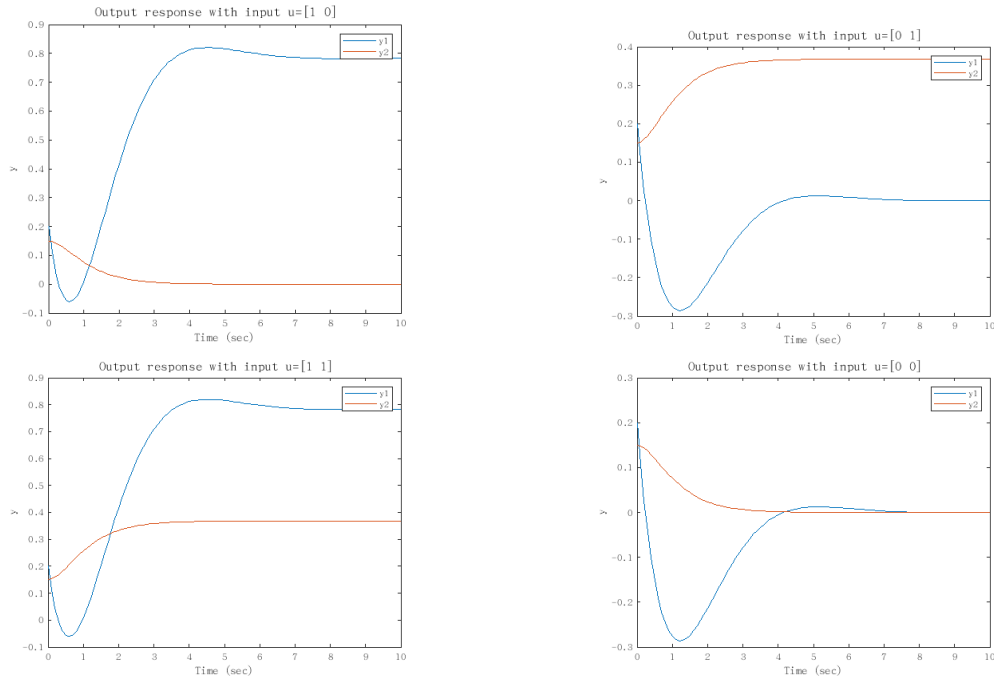 Output response with input u=[1 0]
0.9
0.8
0.7
0.6
0.5
0.4
0.3
0.2
0.1
0
-0.1
y
y1
y2
0 1 2 3 4 5 6 7 8 9 10
Time (sec)
Output response with input u=[0 1]
0.4
0.3
0.2
0.1
0
-0.1
-0.2
-0.3
y
y1
y2
0 1 2 3 4 5 6 7 8 9 10
Time (sec)
Output response with input u=[1 1]
0.9
0.8
0.7
0.6
0.5
0.4
0.3
0.2
0.1
0
-0.1
y
y1
y2
0 1 2 3 4 5 6 7 8 9 10
Time (sec)
Output response with input u=[0 0]
0.3
0.2
0.1
0
-0.1
-0.2
-0.3
y
y1
y2
0 1 2 3 4 5 6 7 8 9 10
Time (sec)